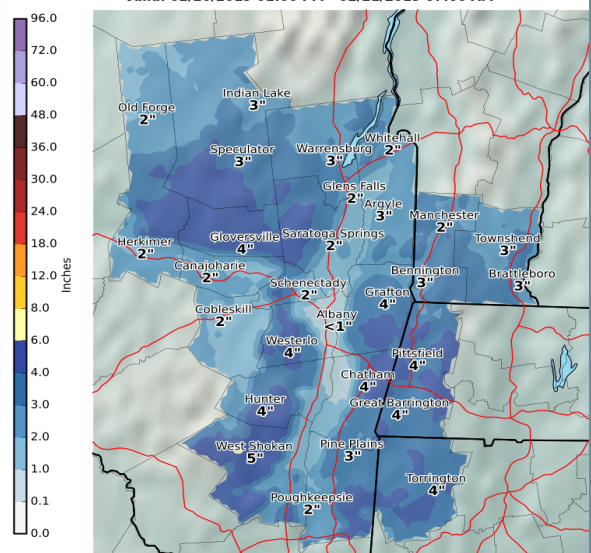 96.0
72.0
60.0
48.0
36.0
30.0
24.0
18.0
12.0
8.0
6.0
4.0
3.0
2.0
1.0
0.1
0.0
Inches
Indian Lake
3"
Old Forge
2"
Whitehall
2"
Speculator
3"
Warrensburg
3"
Glens Falls
2"
Argyle
3"
Manchester
2"
Gloversville
4"
Saratoga Springs
2"
Townshend
3"
Herkimer
2"
Canajoharie
2"
Bennington
3"
Brattleboro
3"
Schenectady
2"
Grafton
4"
Cobleskill
2"
Albany
<1"
Westerlo
4"
Pittsfield
4"
Chatham
4"
Hunter
4"
Great Barrington
4"
West Shokan
5"
Pine Plains
3"
Torrington
4"
Poughkeepsie
2"